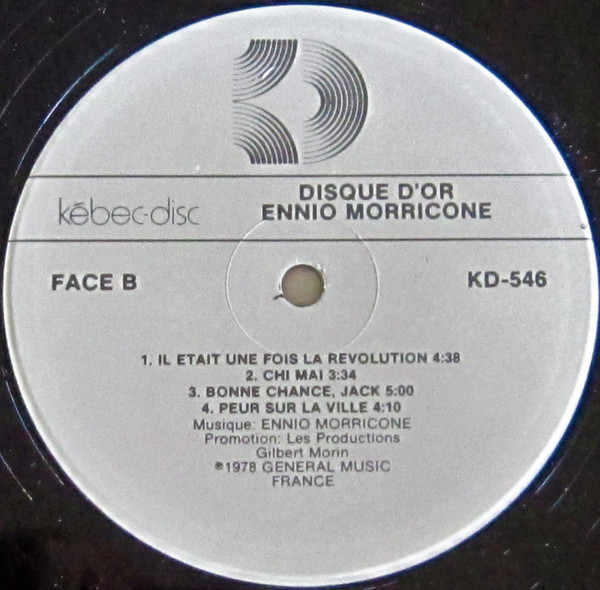 kébec-disc
DISQUE D'OR
ENNIO MORRICONE
FACE B
KD-546
1. IL ETAIT UNE FOIS LA REVOLUTION 4:38
2. CHI MAI 3:34
3. BONNE CHANCE, JACK 5:00
4. PEUR SUR LA VILLE 4:10
Musique: ENNIO MORRICONE
Promotion: Les Productions
Gilbert Morin
℗1978 GENERAL MUSIC
FRANCE